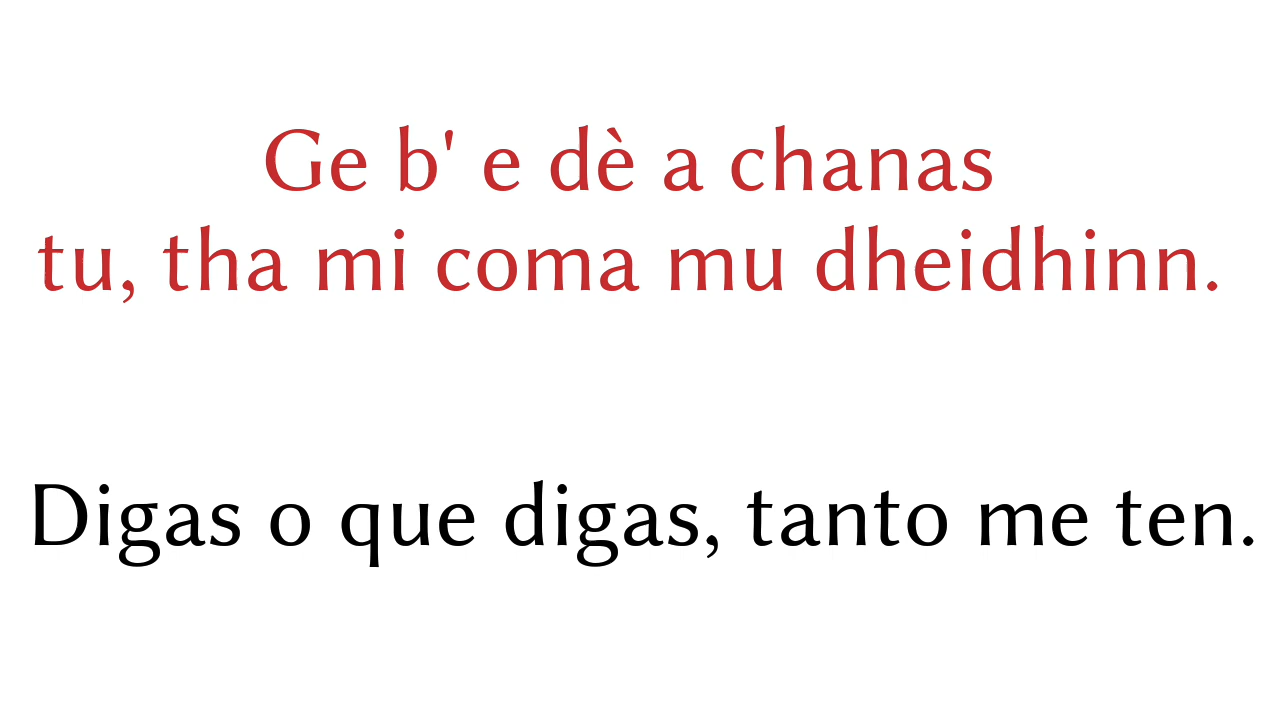 Ge b' e dè a chanas
tu, tha mi coma mu dheidhinn.
Digas o que digas, tanto me ten.